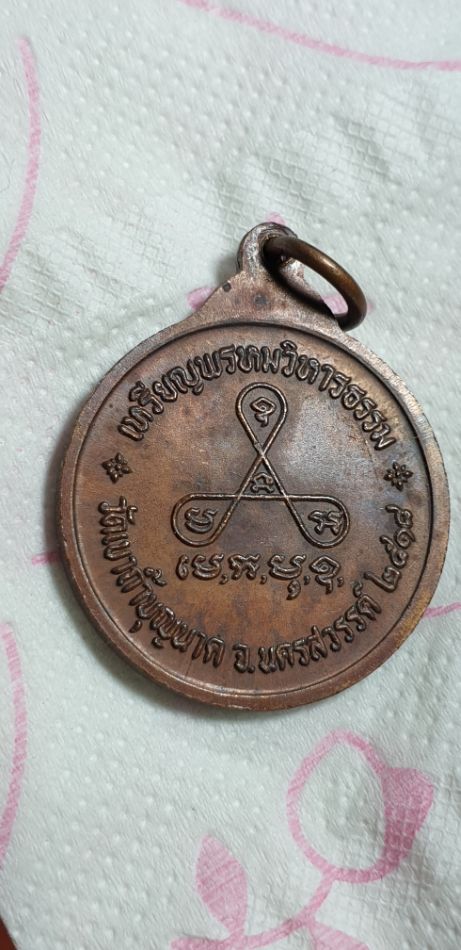 เหรียญพรหมวิหารธรรม
เม,ก,มุ,อุ,
วัดเขาถ้ำบุญนาค จ.นครสวรรค์ ๒๕๑๘